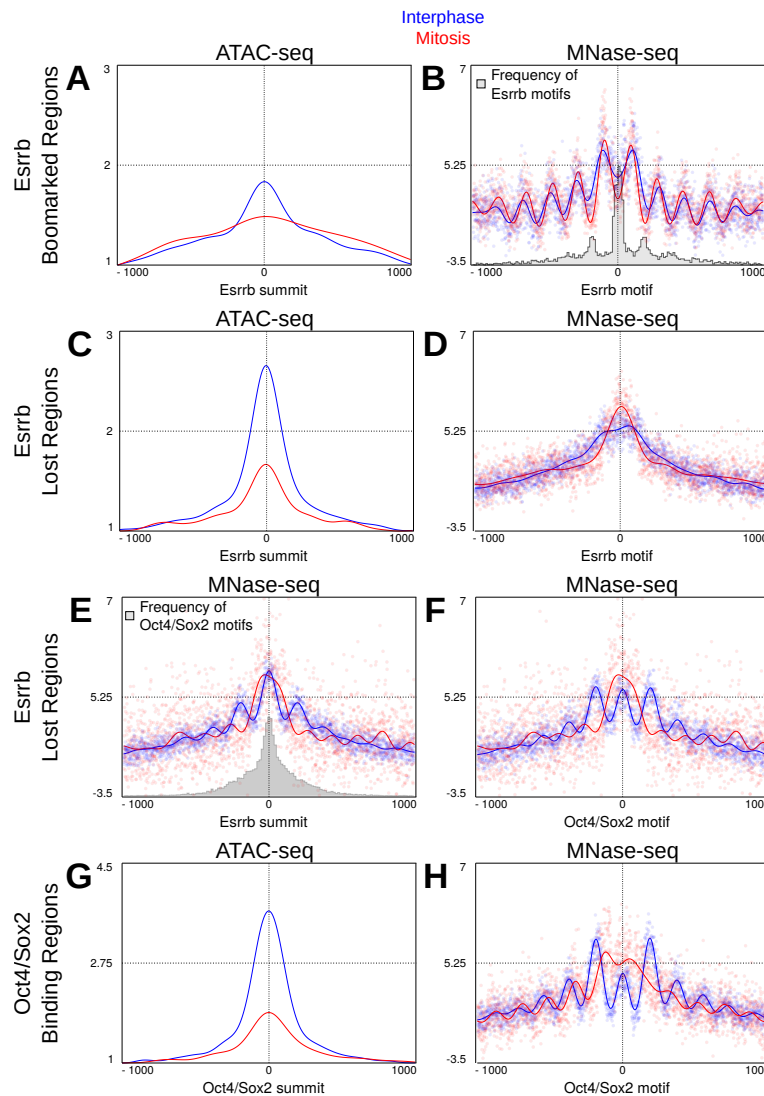 Interphase
Mitosis
A
ATAC-seq
Esrrb
Boomarked Regions
3
2
1
- 1000
0
1000
Esrrb summit
B
MNase-seq
Frequency of
Esrrb motifs
7
5.25
-3.5
- 1000
0
1000
Esrrb motif
C
ATAC-seq
Esrrb
Lost Regions
3
2
1
- 1000
0
1000
Esrrb summit
D
MNase-seq
7
5.25
-3.5
- 1000
0
1000
Esrrb motif
E
MNase-seq
Esrrb
Lost Regions
Frequency of
Oct4/Sox2 motifs
7
5.25
-3.5
- 1000
0
1000
Esrrb summit
F
MNase-seq
7
5.25
-3.5
- 1000
0
1000
Oct4/Sox2 motif
G
ATAC-seq
Oct4/Sox2
Binding Regions
4.5
2.75
1
- 1000
0
1000
Oct4/Sox2 summit
H
MNase-seq
7
5.25
-3.5
- 1000
0
1000
Oct4/Sox2 motif